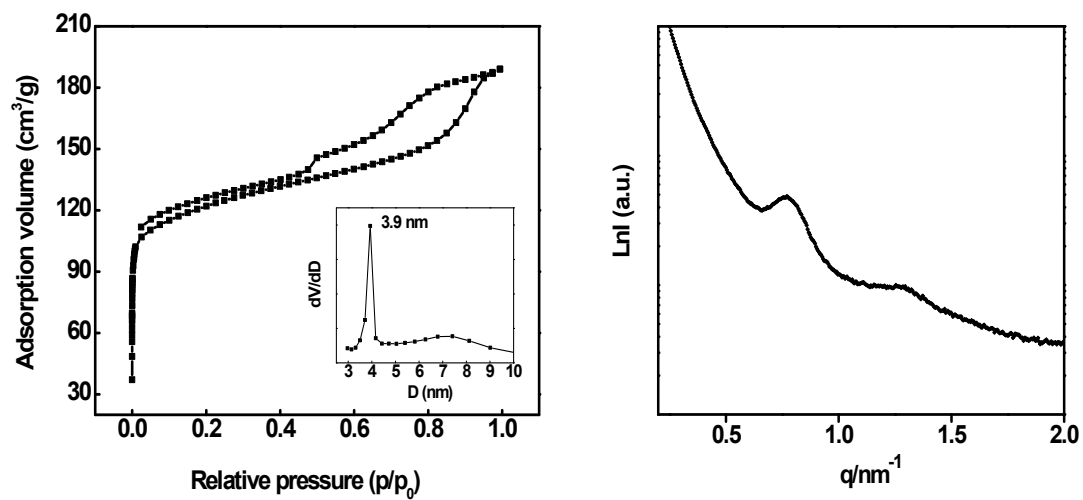 210
180
150
120
90
60
30
Adsorption volume (cm³/g)
0.0 0.2 0.4 0.6 0.8 1.0
Relative pressure (p/p₀)
3.9 nm
dV/dD
3 4 5 6 7 8 9 10
D (nm)
LnI (a.u.)
0.5 1.0 1.5 2.0
q/nm⁻¹